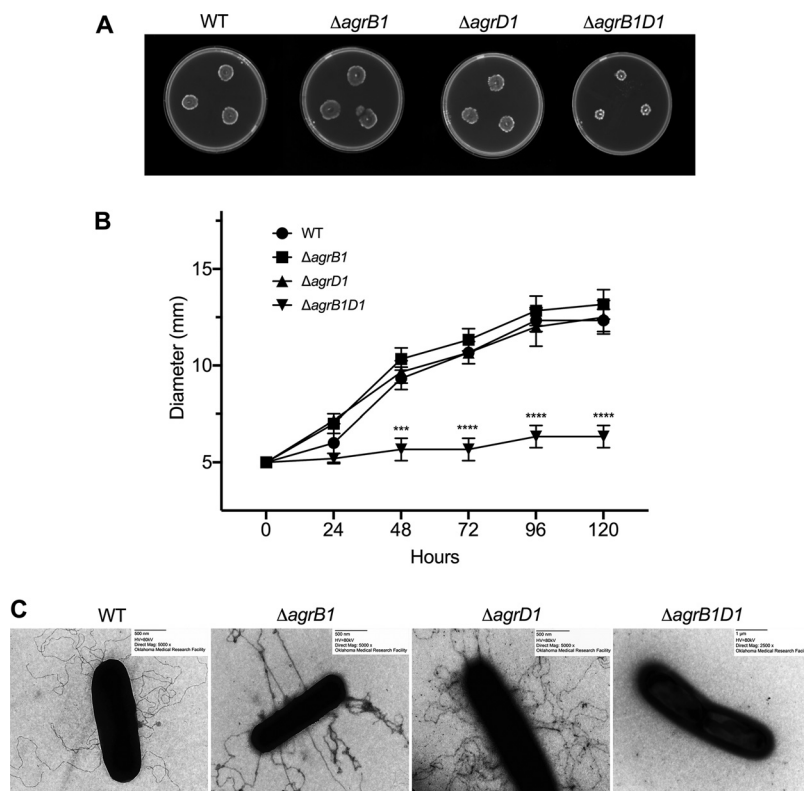 A
WT
ΔagrB1
ΔagrD1
ΔagrB1D1
B
WT
ΔagrB1
ΔagrD1
ΔagrB1D1
15
10
5
Diameter (mm)
***
****
****
****
0 24 48 72 96 120
Hours
C
WT
ΔagrB1
ΔagrD1
ΔagrB1D1
500 nm
HV=80kV
Direct Mag: 5000 x
Oklahoma Medical Research Facility
500 nm
HV=80kV
Direct Mag: 5000 x
Oklahoma Medical Research Facility
500 nm
HV=80kV
Direct Mag: 5000 x
Oklahoma Medical Research Facility
1 µm
HV=80kV
Direct Mag: 2500 x
Oklahoma Medical Research Facility